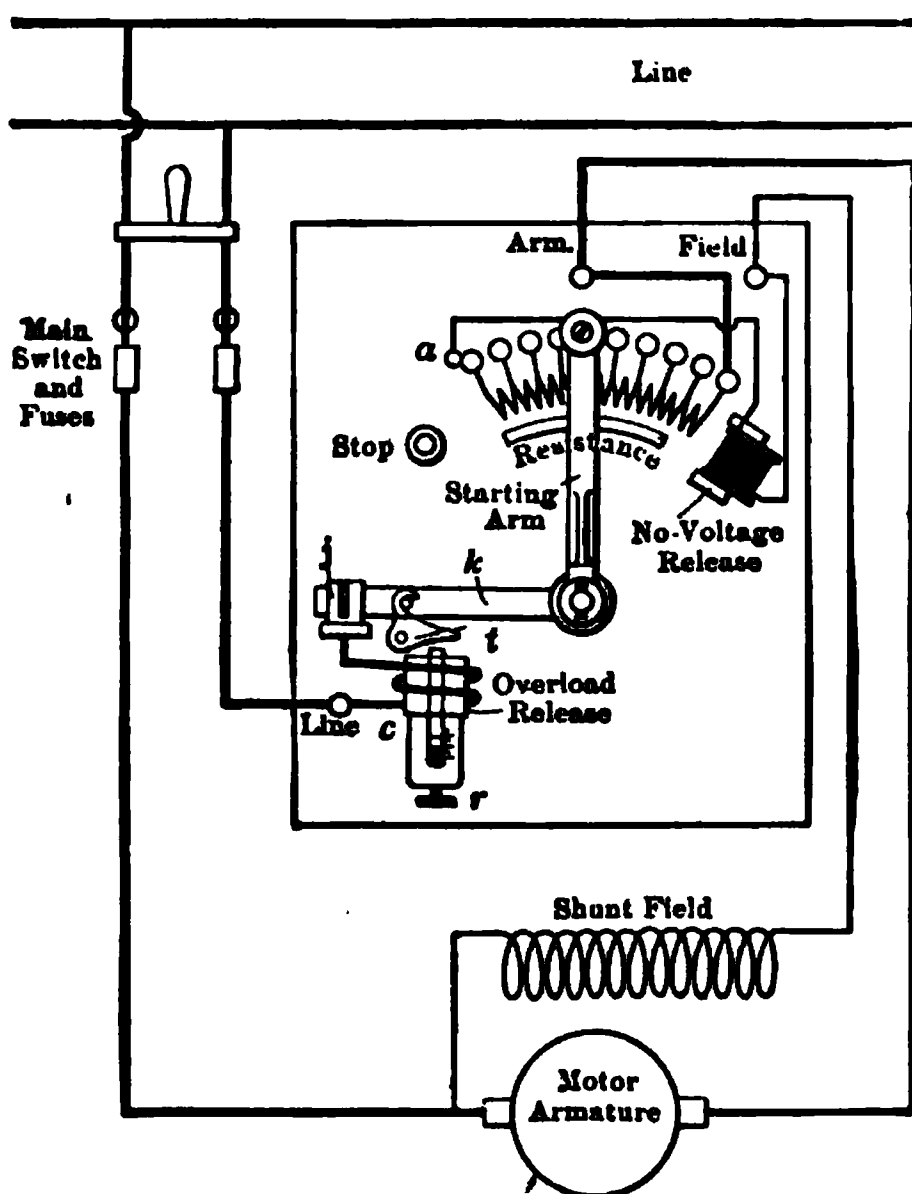 Line
Arm.
Field
Main
Switch
and
Fuses
a
Stop
Resistance
Starting
Arm
No-Voltage
Release
j
k
t
Overload
Release
Line
c
r
Shunt Field
Motor
Armature